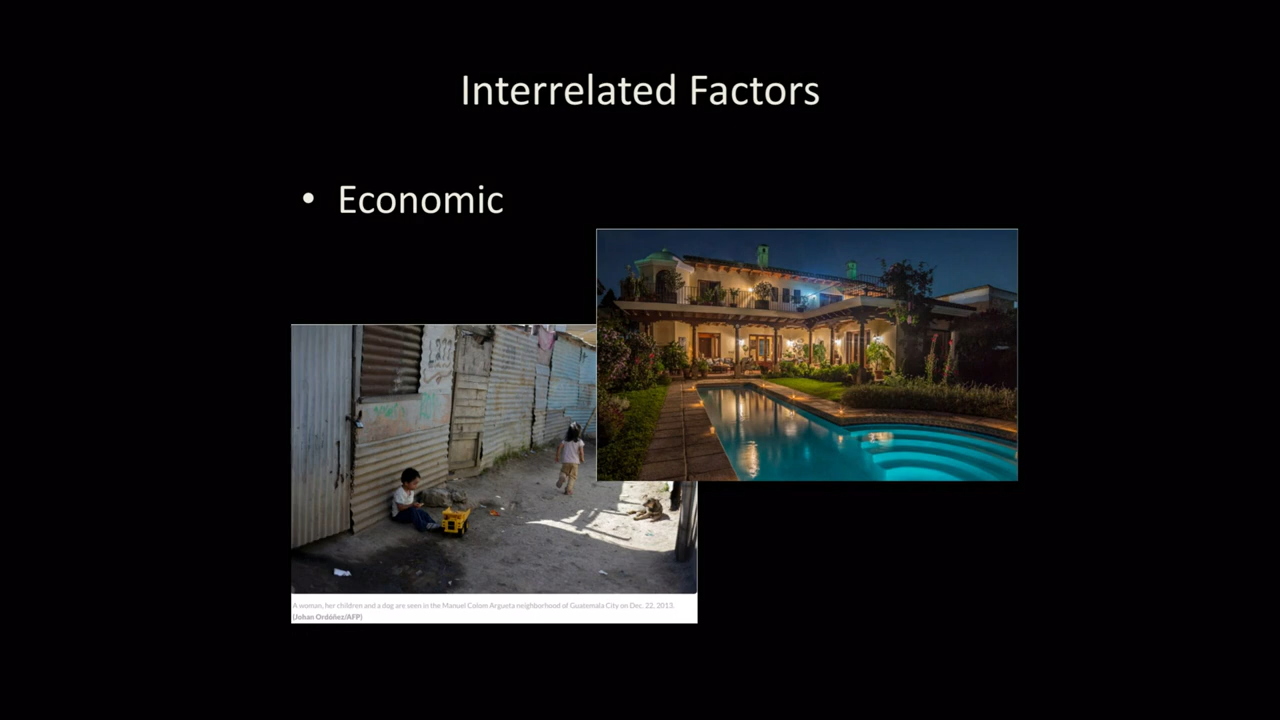 Interrelated Factors
• Economic
A woman, her children and a dog are seen in the Manuel Colom Argueta neighborhood of Guatemala City on Dec. 22, 2013.
(Johan Ordóñez/AFP)